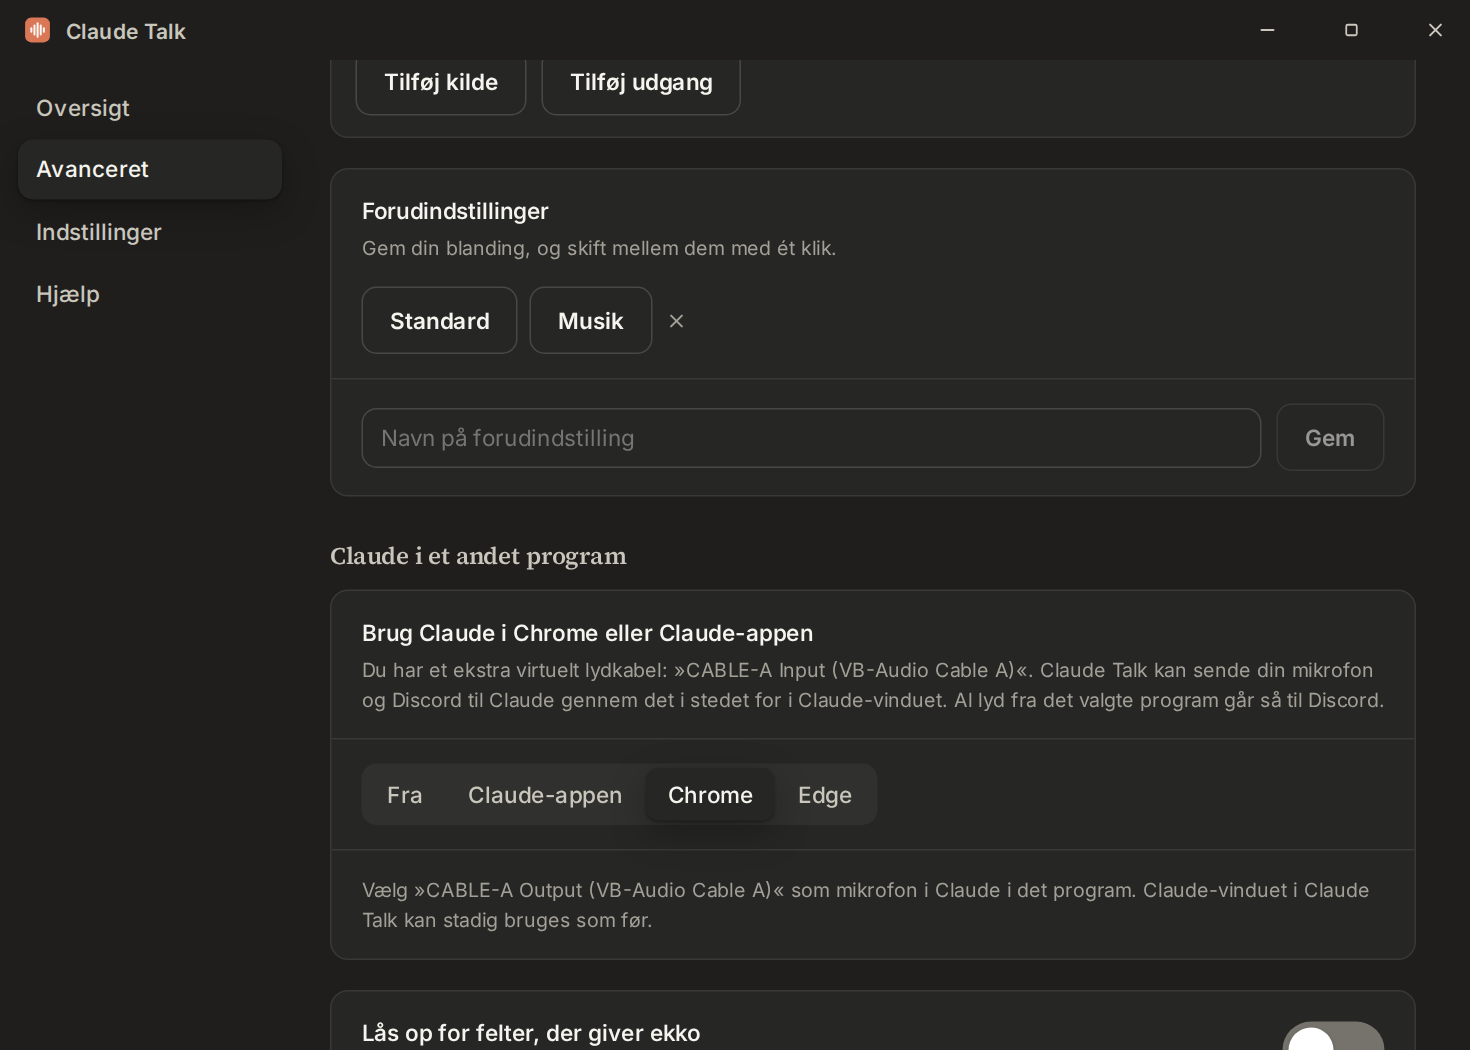 Claude Talk
Oversigt
Avanceret
Indstillinger
Hjælp
Tilføj kilde
Tilføj udgang
Forudindstillinger
Gem din blanding, og skift mellem dem med ét klik.
Standard
Musik
Navn på forudindstilling
Gem
Claude i et andet program
Brug Claude i Chrome eller Claude-appen
Du har et ekstra virtuelt lydkabel: »CABLE-A Input (VB-Audio Cable A)«. Claude Talk kan sende din mikrofon
og Discord til Claude gennem det i stedet for i Claude-vinduet. Al lyd fra det valgte program går så til Discord.
Fra
Claude-appen
Chrome
Edge
Vælg »CABLE-A Output (VB-Audio Cable A)« som mikrofon i Claude i det program. Claude-vinduet i Claude
Talk kan stadig bruges som før.
Lås op for felter, der giver ekko